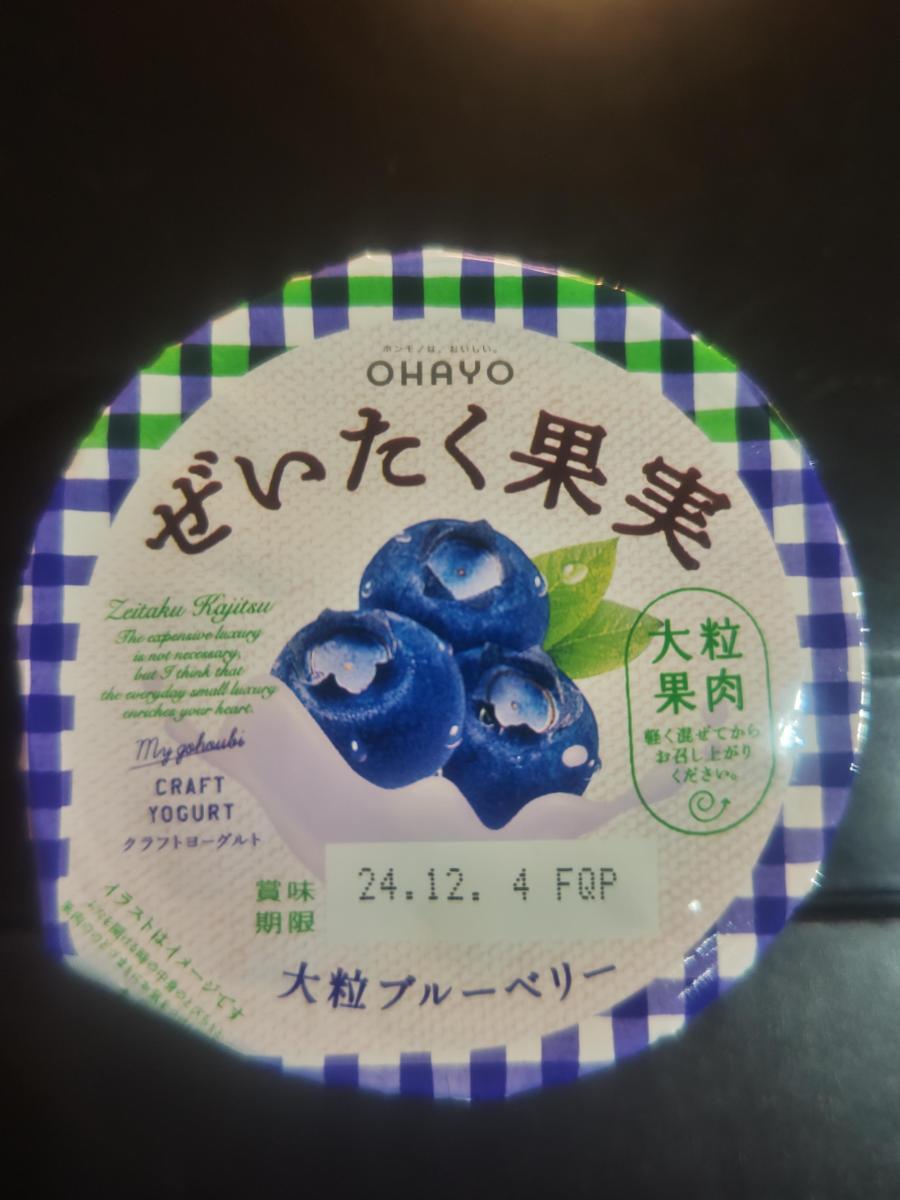 ホンモノは、おいしい。
OHAYO
ぜいたく果実
Zeitaku Kajitsu
The expensive luxury
is not necessary,
but I think that
the everyday small luxury
enriches your heart.
My gohoubi
CRAFT
YOGURT
クラフトヨーグルト
大粒
果肉
軽く混ぜてから
お召し上がり
ください。
賞味
期限
24.12. 4 FQP
大粒ブルーベリー
イラストはイメージです